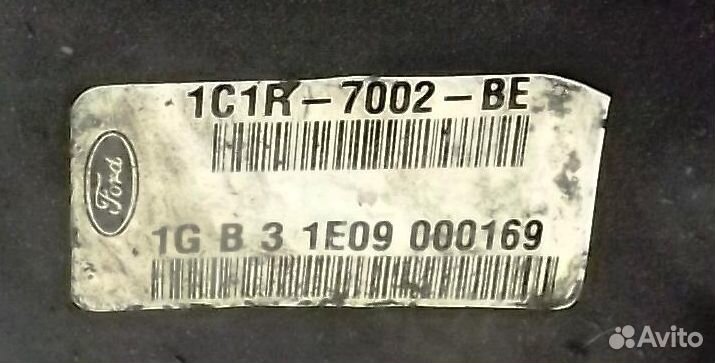 1C1R-7002-BE
Ford
1G B 3 1E09 000169
Avito